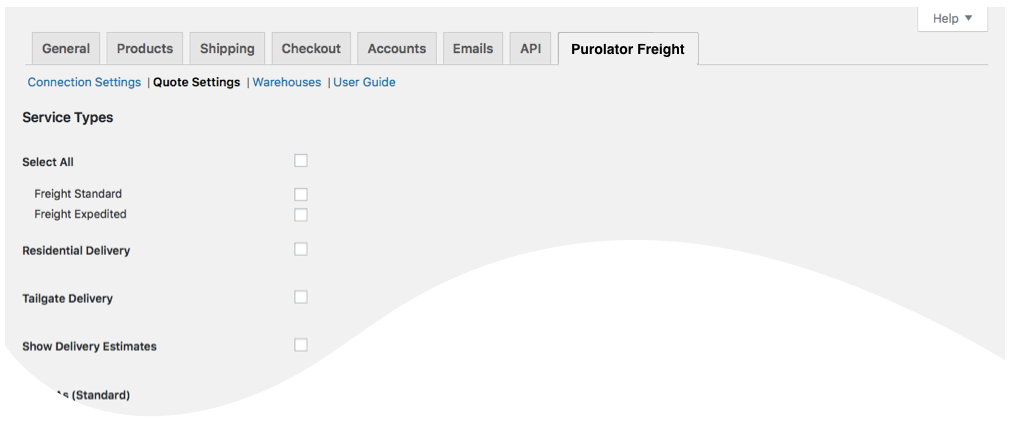 Help ▼
General Products Shipping Checkout Accounts Emails API Purolator Freight
Connection Settings | Quote Settings | Warehouses | User Guide
Service Types
Select All
Freight Standard
Freight Expedited
Residential Delivery
Tailgate Delivery
Show Delivery Estimates
(Standard)